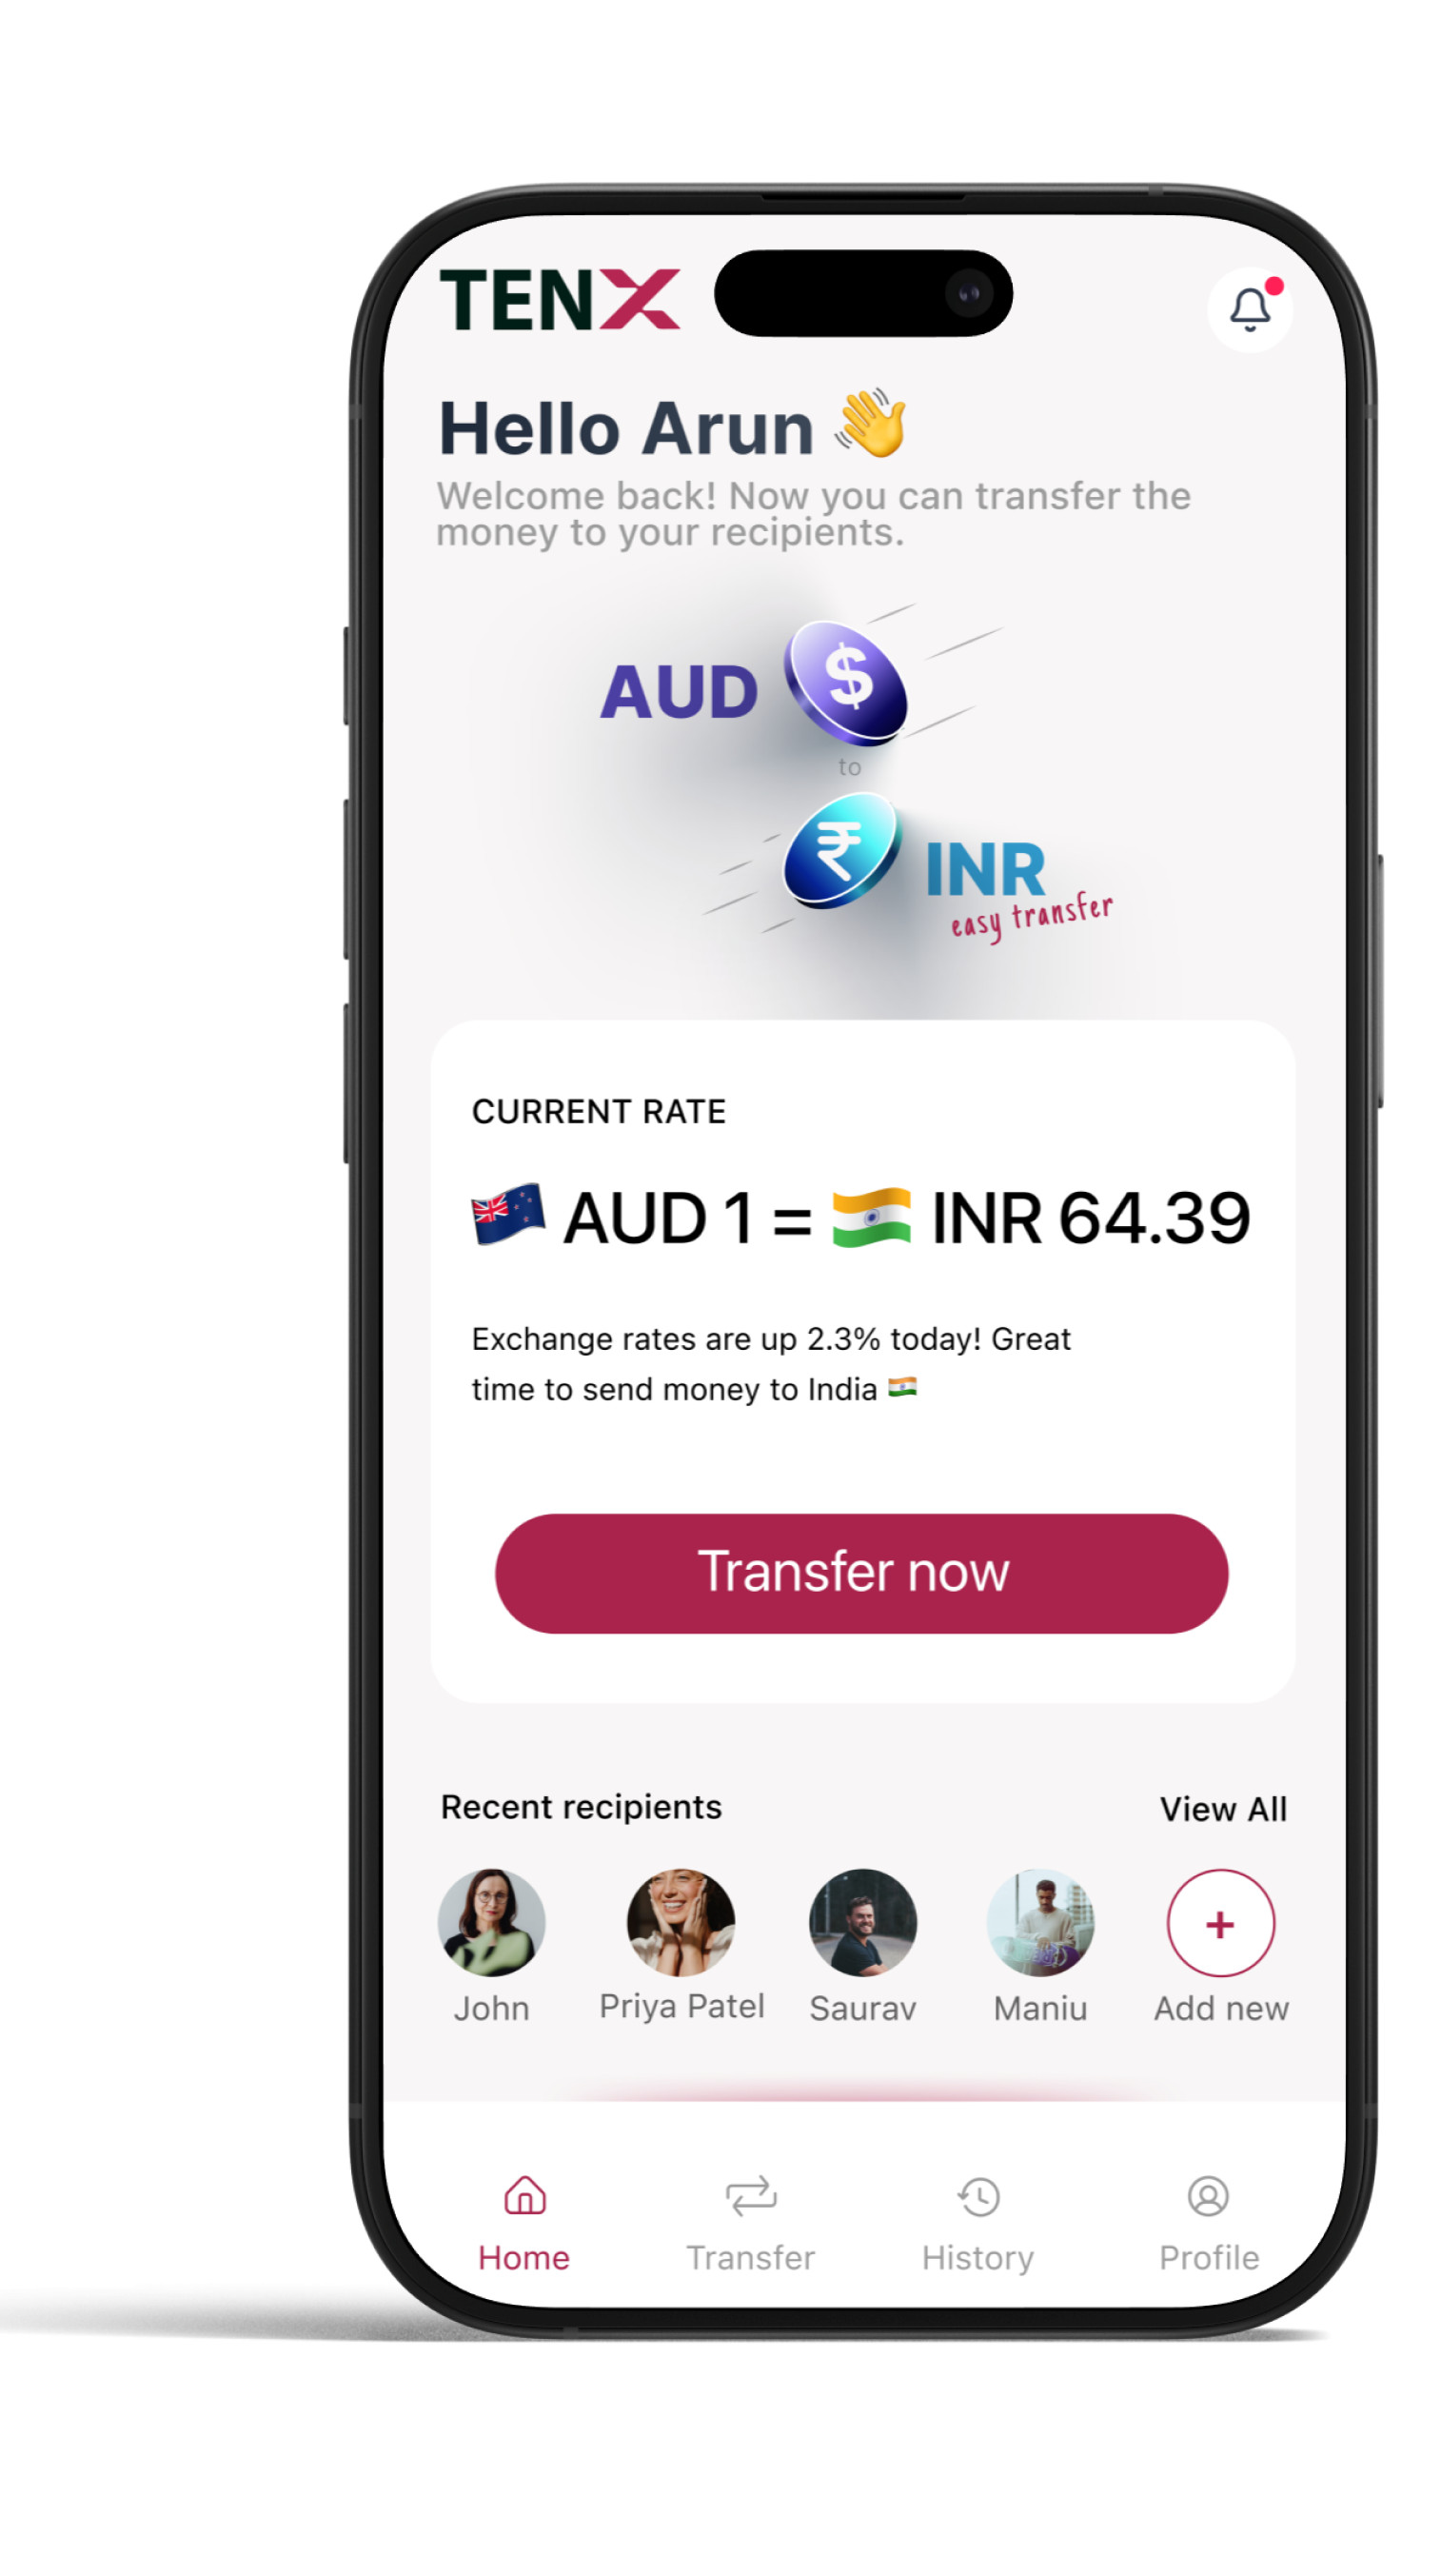 TENX
Hello Arun 👋
Welcome back! Now you can transfer the
money to your recipients.
AUD
$
to
₹
INR
easy transfer
CURRENT RATE
🇳🇿 AUD 1 = 🇮🇳 INR 64.39
Exchange rates are up 2.3% today! Great
time to send money to India 🇮🇳
Transfer now
Recent recipients
View All
John
Priya Patel
Saurav
Maniu
+
Add new
Home
Transfer
History
Profile